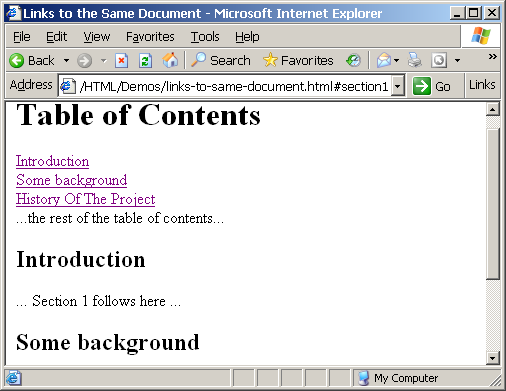 Links to the Same Document - Microsoft Internet Explorer
File Edit View Favorites Tools Help
Back Search Favorites
Address /HTML/Demos/links-to-same-document.html#section1 Go Links
Table of Contents
Introduction
Some background
History Of The Project
...the rest of the table of contents...
Introduction
... Section 1 follows here ...
Some background
My Computer